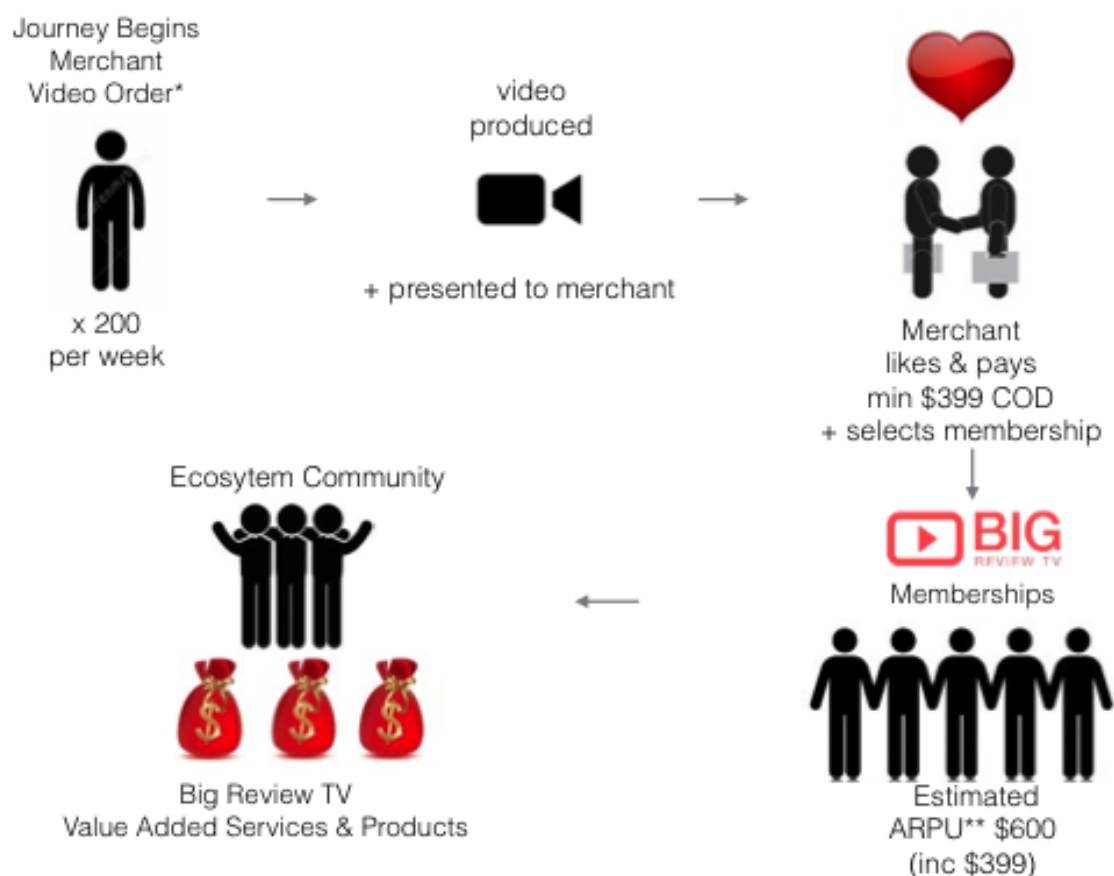 Journey Begins
Merchant
Video Order*
x 200
per week
video
produced
+ presented to merchant
Merchant
likes & pays
min $399 COD
+ selects membership
BIG
REVIEW TV
Memberships
Estimated
ARPU** $600
(inc $399)
Ecosytem Community
$ $ $
Big Review TV
Value Added Services & Products